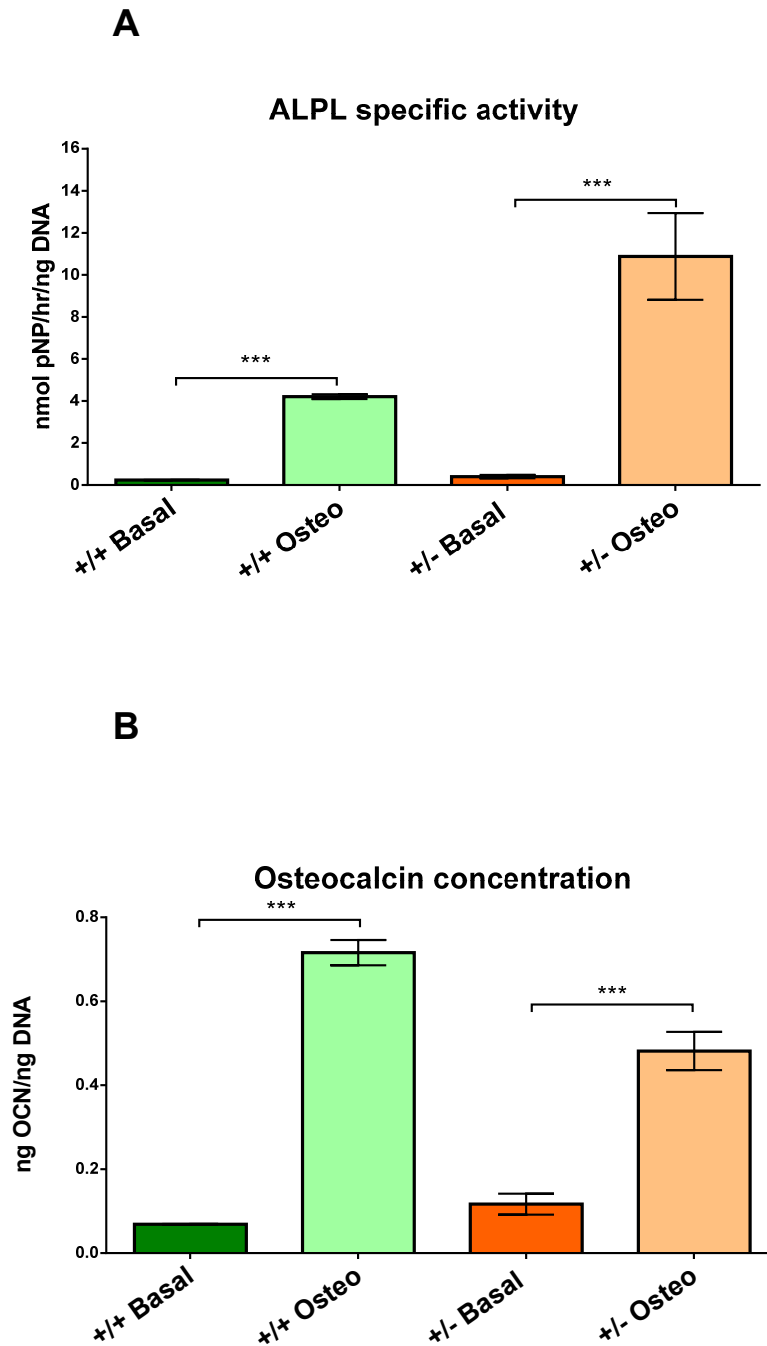 A
ALPL specific activity
nmol pNP/hr/ng DNA
16
14
12
10
8
6
4
2
0
***
***
+/+ Basal
+/+ Osteo
+/- Basal
+/- Osteo
B
Osteocalcin concentration
ng OCN/ng DNA
0.8
0.6
0.4
0.2
0.0
***
***
+/+ Basal
+/+ Osteo
+/- Basal
+/- Osteo